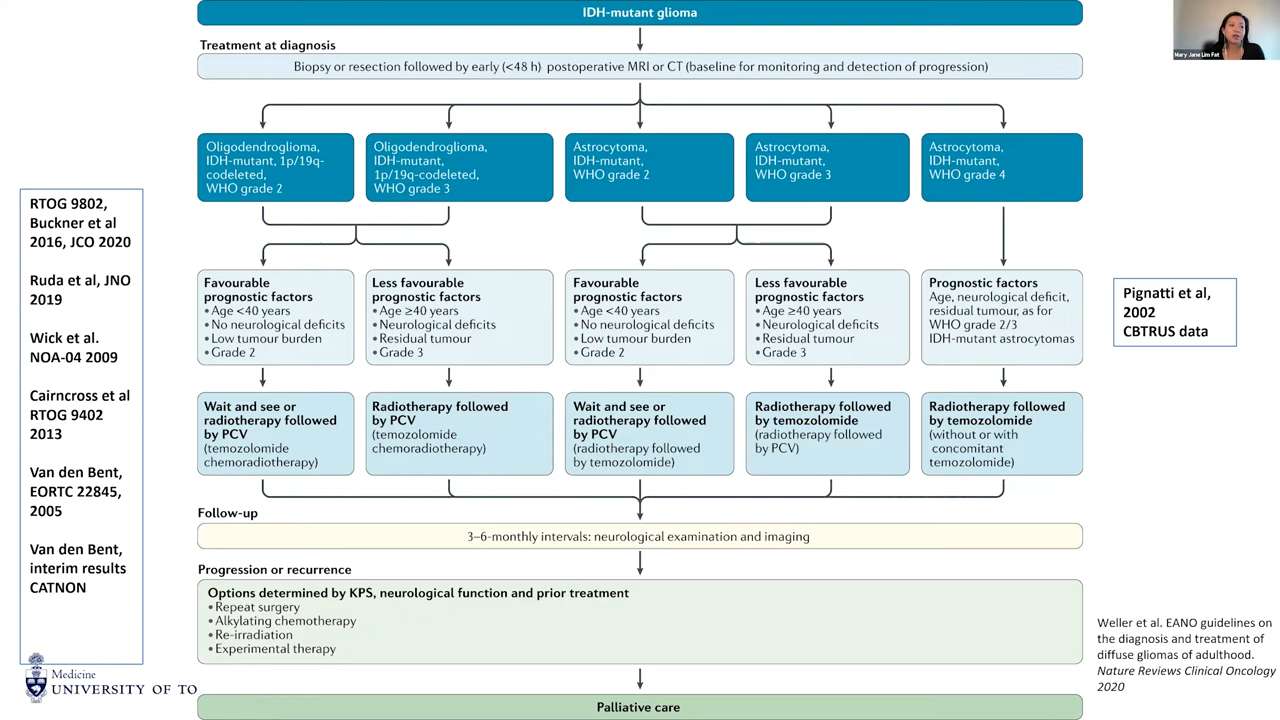 IDH-mutant glioma
Mary Jane Lim Fat
Treatment at diagnosis
Biopsy or resection followed by early (<48 h) postoperative MRI or CT (baseline for monitoring and detection of progression)
Oligodendroglioma,
IDH-mutant, 1p/19q-
codeleted,
WHO grade 2
Oligodendroglioma,
IDH-mutant,
1p/19q-codeleted,
WHO grade 3
Astrocytoma,
IDH-mutant,
WHO grade 2
Astrocytoma,
IDH-mutant,
WHO grade 3
Astrocytoma,
IDH-mutant,
WHO grade 4
RTOG 9802,
Buckner et al
2016, JCO 2020
Ruda et al, JNO
2019
Wick et al.
NOA-04 2009
Cairncross et al
RTOG 9402
2013
Van den Bent,
EORTC 22845,
2005
Van den Bent,
interim results
CATNON
Favourable
prognostic factors
• Age <40 years
• No neurological deficits
• Low tumour burden
• Grade 2
Less favourable
prognostic factors
• Age ≥40 years
• Neurological deficits
• Residual tumour
• Grade 3
Favourable
prognostic factors
• Age <40 years
• No neurological deficits
• Low tumour burden
• Grade 2
Less favourable
prognostic factors
• Age ≥40 years
• Neurological deficits
• Residual tumour
• Grade 3
Prognostic factors
Age, neurological deficit,
residual tumour, as for
WHO grade 2/3
IDH-mutant astrocytomas
Pignatti et al,
2002
CBTRUS data
Wait and see or
radiotherapy followed
by PCV
(temozolomide
chemoradiotherapy)
Radiotherapy followed
by PCV
(temozolomide
chemoradiotherapy)
Wait and see or
radiotherapy followed
by PCV
(radiotherapy followed
by temozolomide)
Radiotherapy followed
by temozolomide
(radiotherapy followed
by PCV)
Radiotherapy followed
by temozolomide
(without or with
concomitant
temozolomide)
Follow-up
3–6-monthly intervals: neurological examination and imaging
Progression or recurrence
Options determined by KPS, neurological function and prior treatment
• Repeat surgery
• Alkylating chemotherapy
• Re-irradiation
• Experimental therapy
Palliative care
Weller et al. EANO guidelines on
the diagnosis and treatment of
diffuse gliomas of adulthood.
Nature Reviews Clinical Oncology
2020
Medicine
UNIVERSITY OF TO